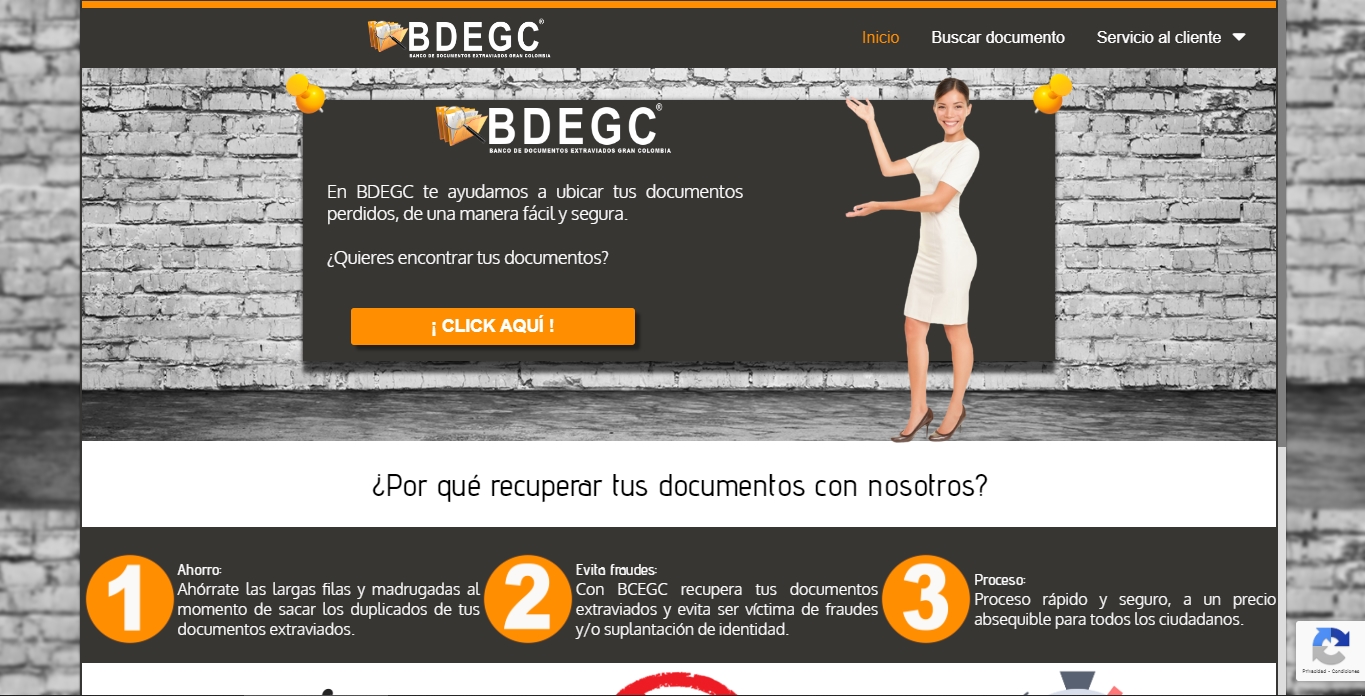 BDEGC®
BANCO DE DOCUMENTOS EXTRAVIADOS GRAN COLOMBIA
Inicio
Buscar documento
Servicio al cliente
BDEGC®
BANCO DE DOCUMENTOS EXTRAVIADOS GRAN COLOMBIA
En BDEGC te ayudamos a ubicar tus documentos
perdidos, de una manera fácil y segura.
¿Quieres encontrar tus documentos?
¡ CLICK AQUÍ !
¿Por qué recuperar tus documentos con nosotros?
1
Ahorro:
Ahórrate las largas filas y madrugadas al
momento de sacar los duplicados de tus
documentos extraviados.
2
Evita fraudes:
Con BCEGC recupera tus documentos
extraviados y evita ser víctima de fraudes
y/o suplantación de identidad.
3
Proceso:
Proceso rápido y seguro, a un precio
absequible para todos los ciudadanos.
Privacidad - Condiciones